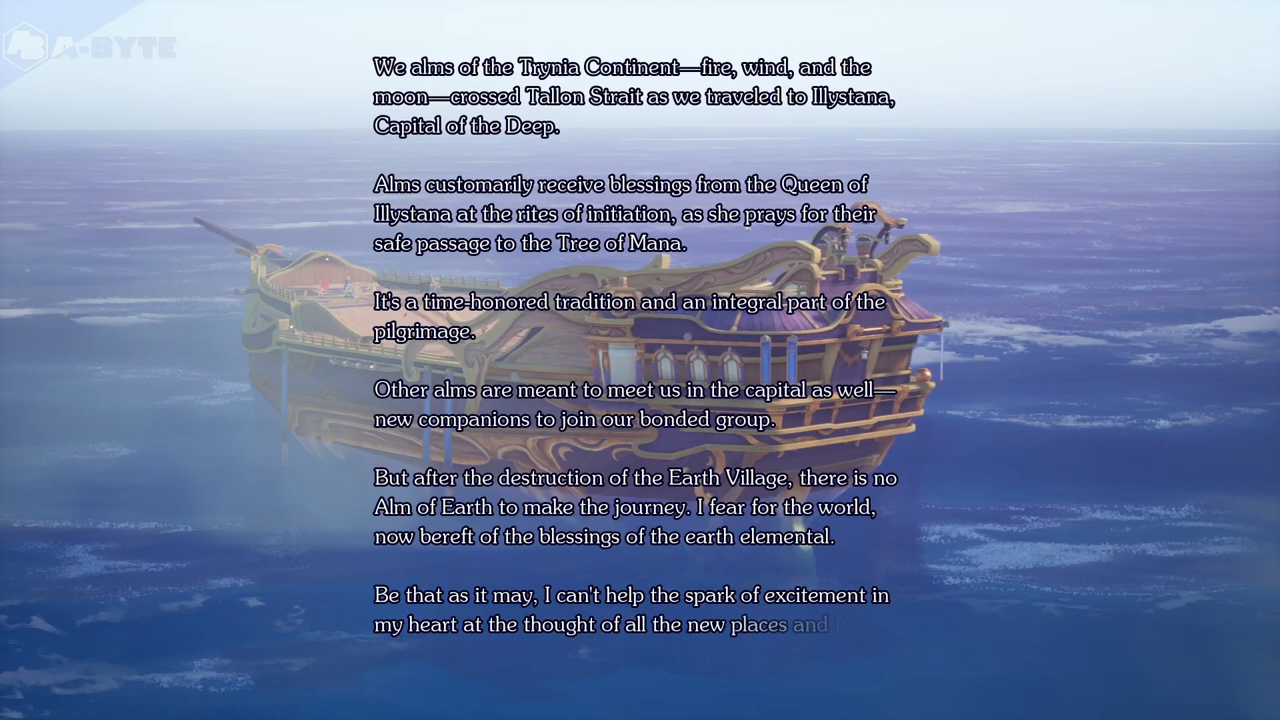 A-BYTE
We alms of the Trynia Continent—fire, wind, and the
moon—crossed Tallon Strait as we traveled to Illystana,
Capital of the Deep.
Alms customarily receive blessings from the Queen of
Illystana at the rites of initiation, as she prays for their
safe passage to the Tree of Mana.
It's a time-honored tradition and an integral part of the
pilgrimage.
Other alms are meant to meet us in the capital as well—
new companions to join our bonded group.
But after the destruction of the Earth Village, there is no
Alm of Earth to make the journey. I fear for the world,
now bereft of the blessings of the earth elemental.
Be that as it may, I can't help the spark of excitement in
my heart at the thought of all the new places and